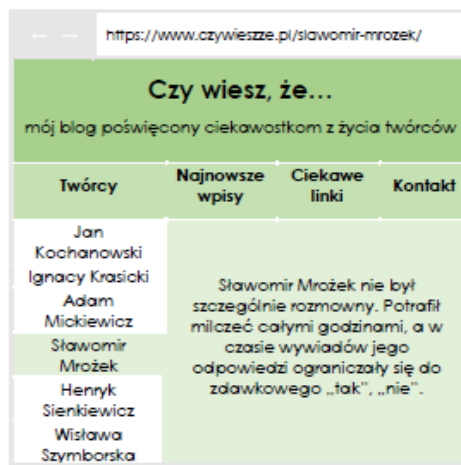 https://www.czywieszze.pl/slawomir-mrozek/
Czy wiesz, że...
mój blog poświęcony ciekawostkom z życia twórców
Twórcy
Najnowsze
wpisy
Ciekawe
linki
Kontakt
Jan
Kochanowski
Ignacy Krasicki
Adam
Mickiewicz
Sławomir
Mrożek
Henryk
Sienkiewicz
Wisława
Szymborska
Sławomir Mrożek nie był
szczególnie rozmowny. Potrafił
milczeć całymi godzinami, a w
czasie wywiadów jego
odpowiedzi ograniczały się do
zdawkowego „tak”, „nie”.